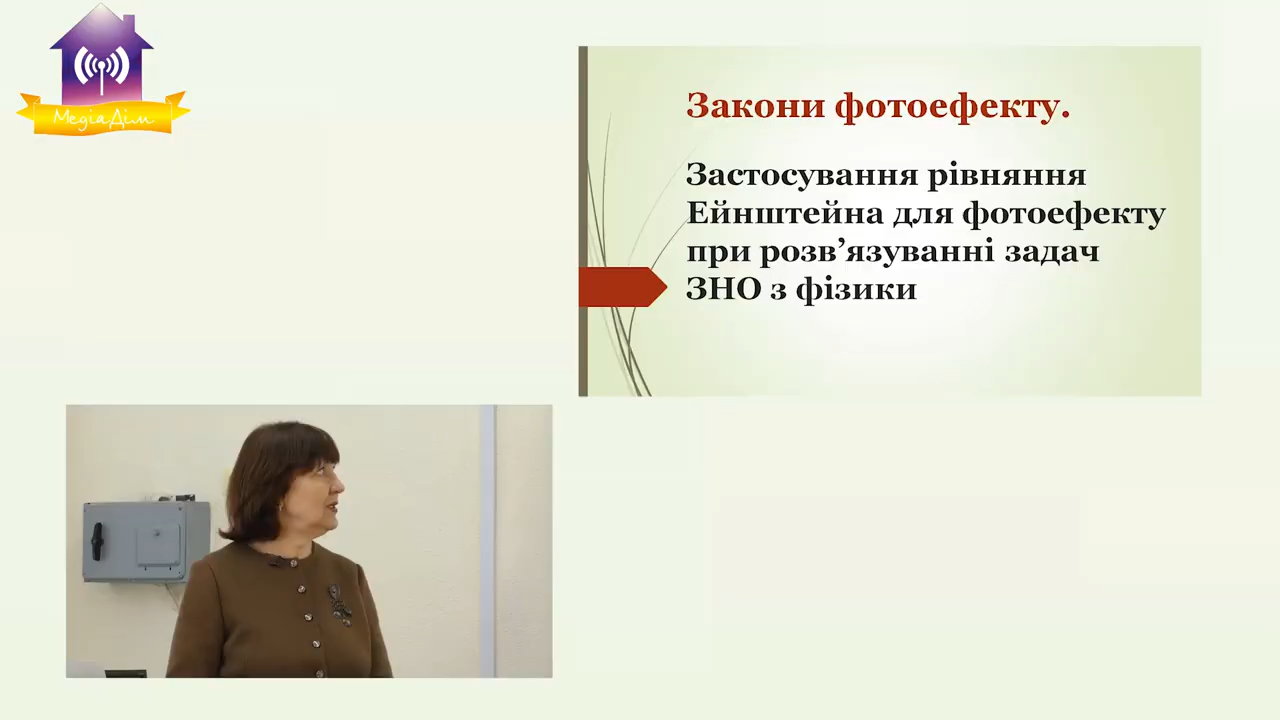 МедіаДім
Закони фотоефекту.
Застосування рівняння
Ейнштейна для фотоефекту
при розв’язуванні задач
ЗНО з фізики